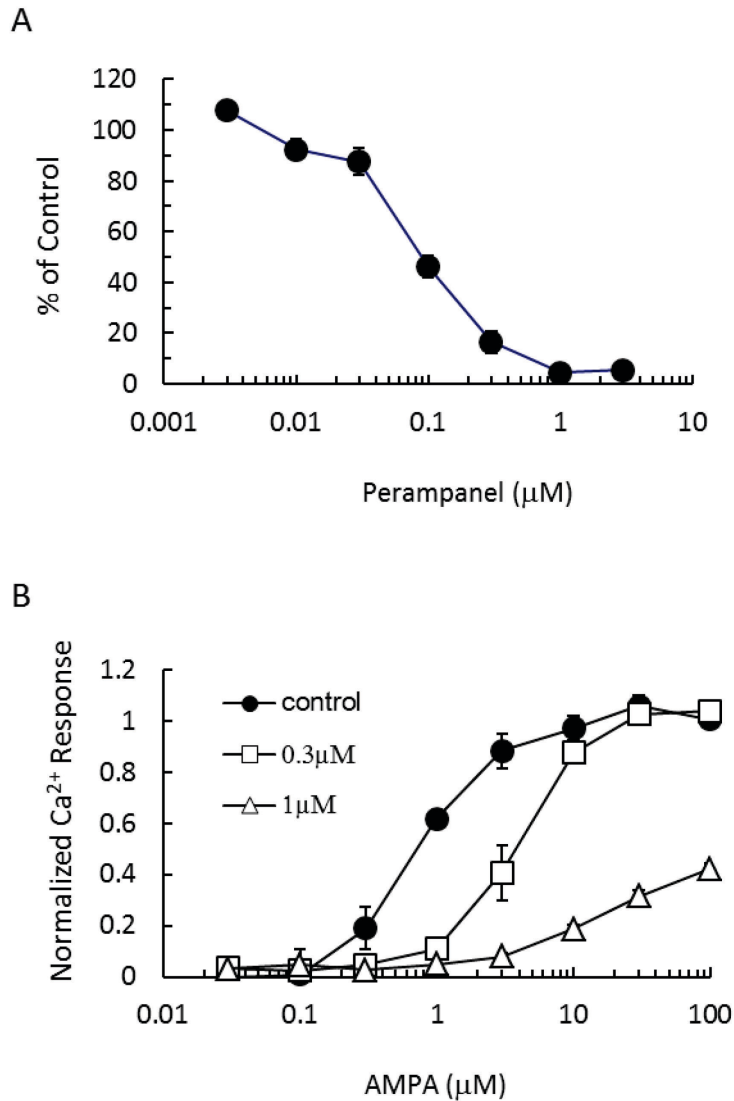 A
120
100
80
60
40
20
0
% of Control
0.001 0.01 0.1 1 10
Perampanel (μM)
B
1.2
1
0.8
0.6
0.4
0.2
0
Normalized Ca²⁺ Response
control
0.3μM
1μM
0.01 0.1 1 10 100
AMPA (μM)